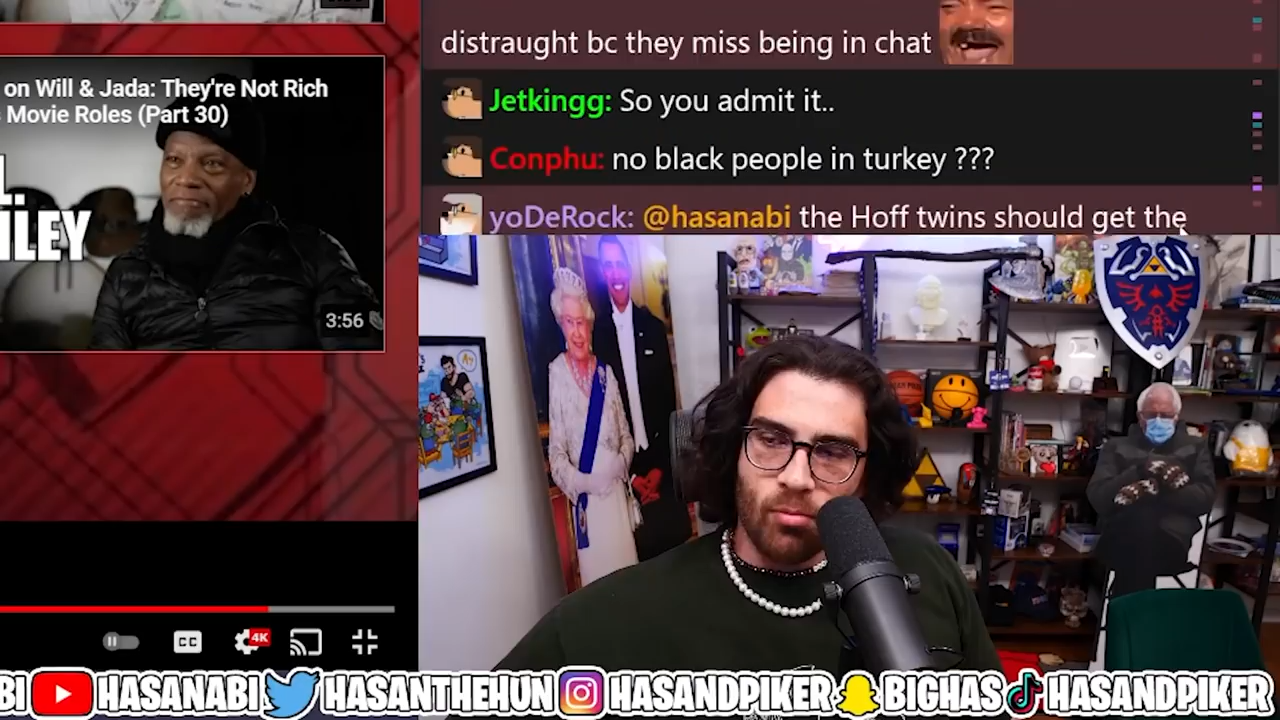 distraught bc they miss being in chat
Jetkingg: So you admit it..
Conphu: no black people in turkey ???
yoDeRock: @hasanabi the Hoff twins should get the
on Will & Jada: They're Not Rich
Movie Roles (Part 30)
L.
3:56
CC
4K
BI HASANABI HASANTHEHUN HASANDPIKER BIGHAS HASANDPIKER